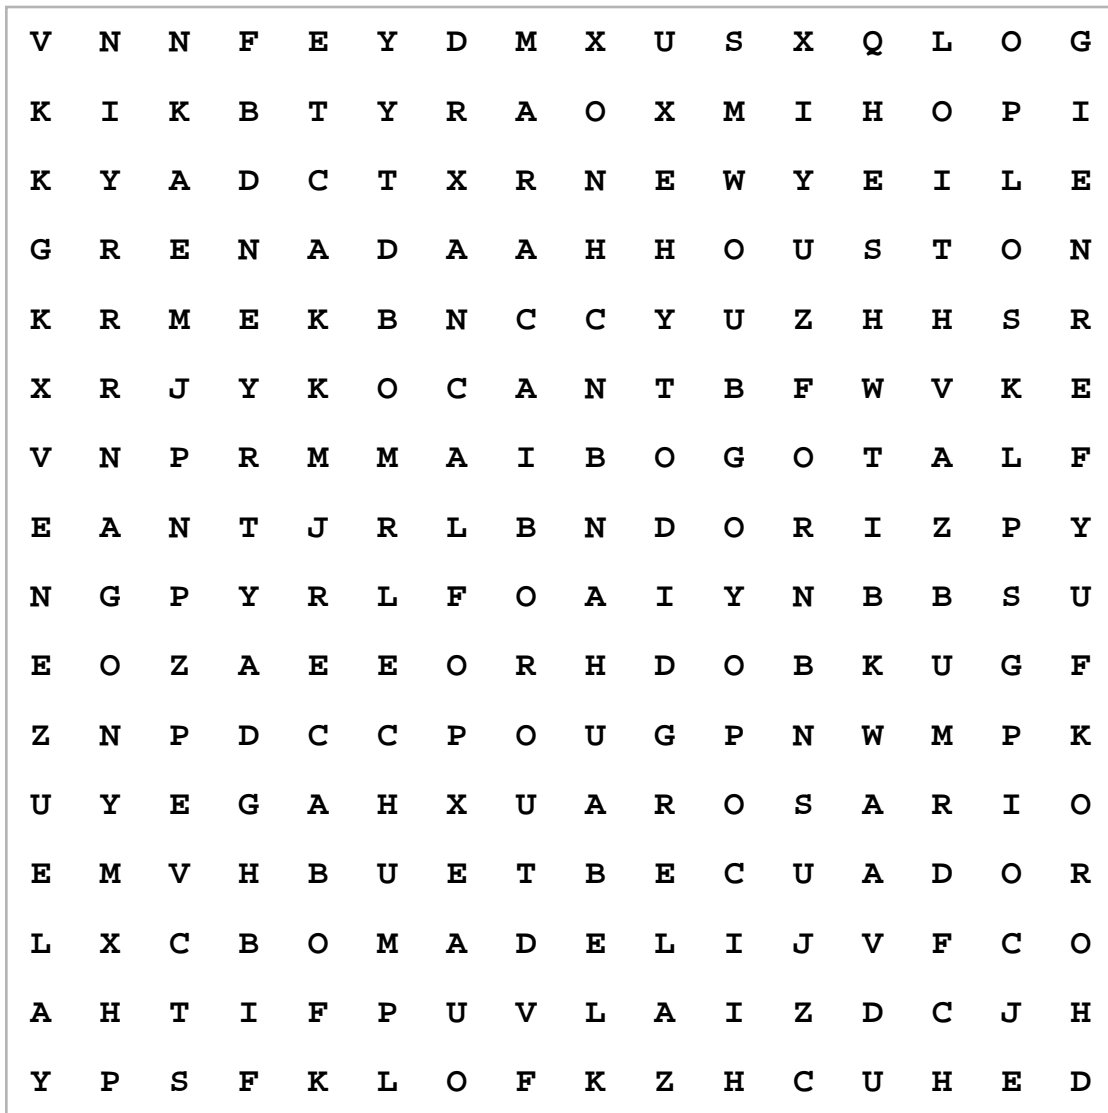 V N N F E Y D M X U S X Q L O G
K I K B T Y R A O X M I H O P I
K Y A D C T X R N E W Y E I L E
G R E N A D A A H H O U S T O N
K R M E K B N C C Y U Z H H S R
X R J Y K O C A N T B F W V K E
V N P R M M A I B O G O T A L F
E A N T J R L B N D O R I Z P Y
N G P Y R L F O A I Y N B B S U
E O Z A E E O R H D O B K U G F
Z N P D C C P O U G P N W M P K
U Y E G A H X U A R O S A R I O
E M V H B U E T B E C U A D O R
L X C B O M A D E L I J V F C O
A H T I F P U V L A I Z D C J H
Y P S F K L O F K Z H C U H E D